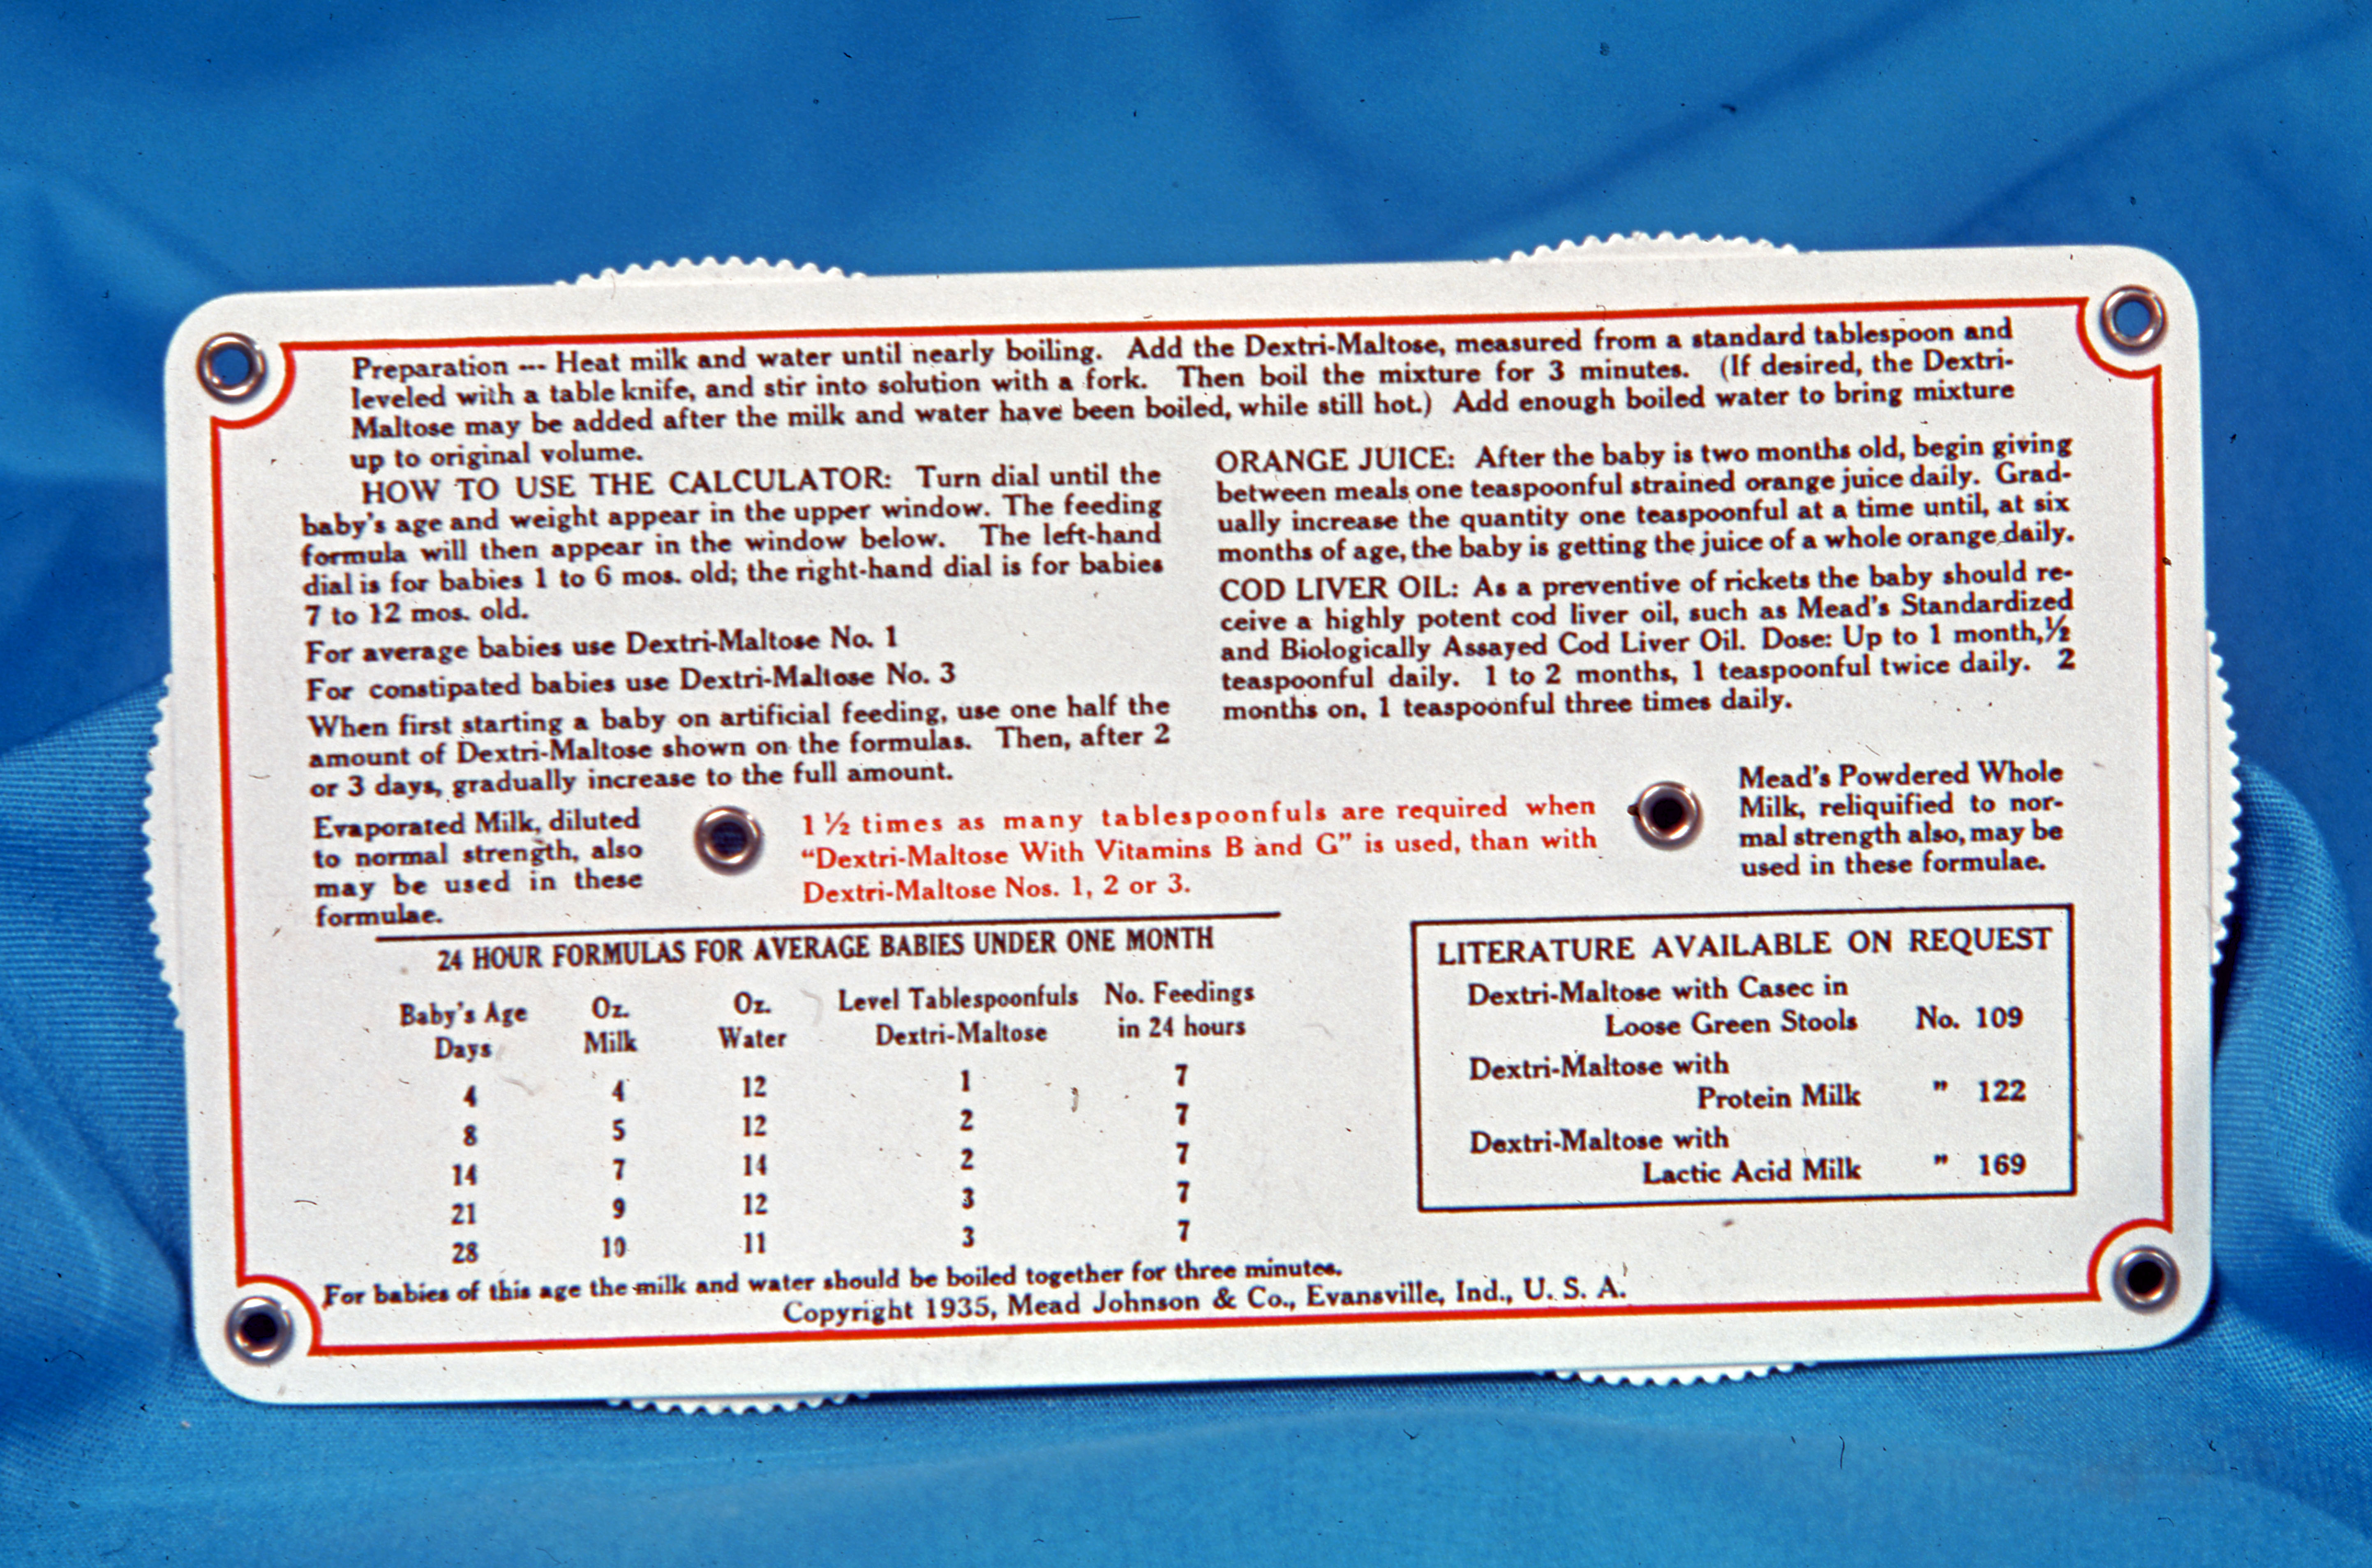 Preparation --- Heat milk and water until nearly boiling. Add the Dextri-Maltose, measured from a standard tablespoon and
leveled with a table knife, and stir into solution with a fork. Then boil the mixture for 3 minutes. (If desired, the Dextri-
Maltose may be added after the milk and water have been boiled, while still hot.) Add enough boiled water to bring mixture
up to original volume.
HOW TO USE THE CALCULATOR: Turn dial until the
baby's age and weight appear in the upper window. The feeding
formula will then appear in the window below. The left-hand
dial is for babies 1 to 6 mos. old; the right-hand dial is for babies
7 to 12 mos. old.
For average babies use Dextri-Maltose No. 1
For constipated babies use Dextri-Maltose No. 3
When first starting a baby on artificial feeding, use one half the
amount of Dextri-Maltose shown on the formulas. Then, after 2
or 3 days, gradually increase to the full amount.
ORANGE JUICE: After the baby is two months old, begin giving
between meals one teaspoonful strained orange juice daily. Grad-
ually increase the quantity one teaspoonful at a time until, at six
months of age, the baby is getting the juice of a whole orange daily.
COD LIVER OIL: As a preventive of rickets the baby should re-
ceive a highly potent cod liver oil, such as Mead's Standardized
and Biologically Assayed Cod Liver Oil. Dose: Up to 1 month, ½
teaspoonful daily. 1 to 2 months, 1 teaspoonful twice daily. 2
months on, 1 teaspoonful three times daily.
Evaporated Milk, diluted
to normal strength, also
may be used in these
formulae.
1 ½ times as many tablespoonfuls are required when
"Dextri-Maltose With Vitamins B and G" is used, than with
Dextri-Maltose Nos. 1, 2 or 3.
Mead's Powdered Whole
Milk, reliquified to nor-
mal strength also, may be
used in these formulae.
24 HOUR FORMULAS FOR AVERAGE BABIES UNDER ONE MONTH
Baby's Age Oz. Oz. Level Tablespoonfuls No. Feedings
Days Milk Water Dextri-Maltose in 24 hours
4 4 12 1 7
8 5 12 2 7
14 7 14 2 7
21 9 12 3 7
28 10 11 3 7
For babies of this age the milk and water should be boiled together for three minutes.
LITERATURE AVAILABLE ON REQUEST
Dextri-Maltose with Casec in
Loose Green Stools No. 109
Dextri-Maltose with
Protein Milk " 122
Dextri-Maltose with
Lactic Acid Milk " 169
Copyright 1935, Mead Johnson & Co., Evansville, Ind., U. S. A.